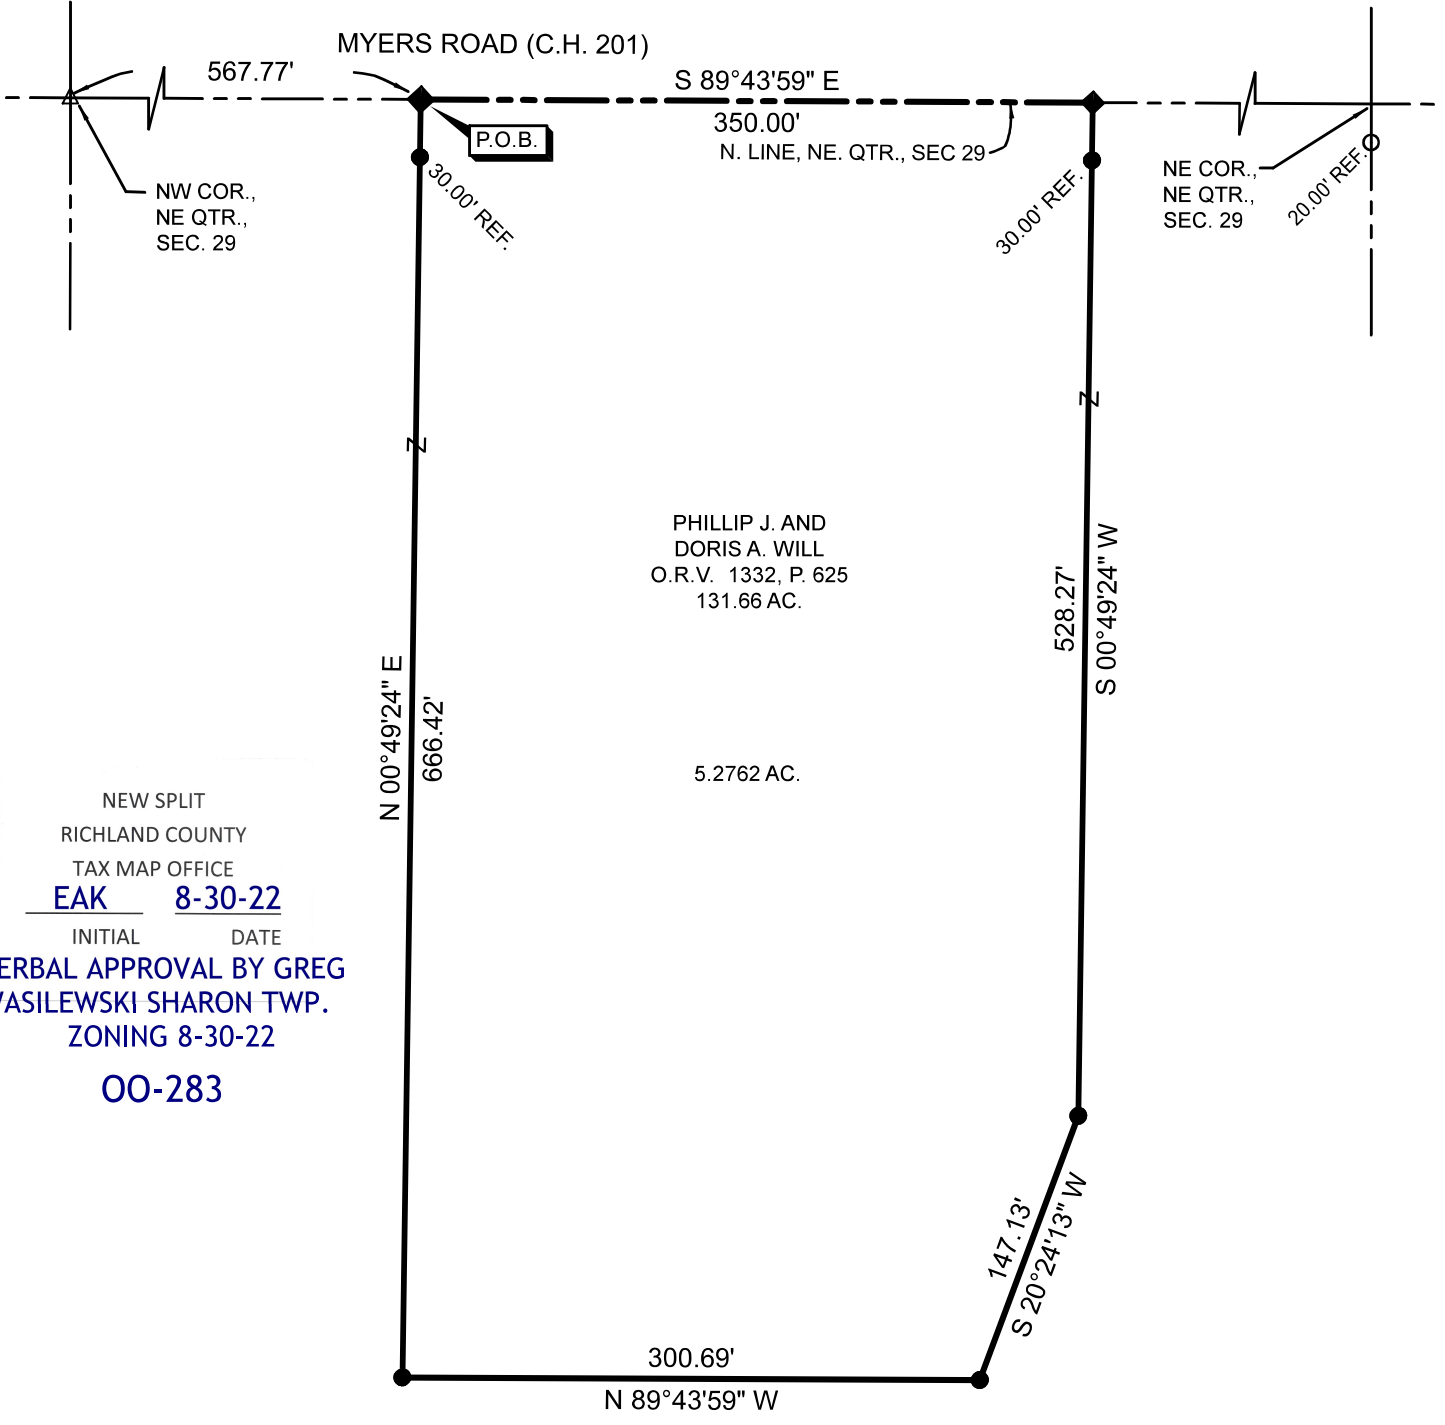 MYERS ROAD (C.H. 201)
567.77'
S 89°43'59" E
350.00'
N. LINE, NE. QTR., SEC 29
P.O.B.
30.00' REF.
30.00' REF.
20.00' REF.
NW COR.,
NE QTR.,
SEC. 29
NE COR.,
NE QTR.,
SEC. 29
Z
Z
PHILLIP J. AND
DORIS A. WILL
O.R.V. 1332, P. 625
131.66 AC.
528.27'
S 00°49'24" W
N 00°49'24" E
666.42'
5.2762 AC.
NEW SPLIT
RICHLAND COUNTY
TAX MAP OFFICE
EAK 8-30-22
INITIAL DATE
ERBAL APPROVAL BY GREG
ASILEWSKI SHARON TWP.
ZONING 8-30-22
OO-283
147.13'
S 20°24'13" W
300.69'
N 89°43'59" W